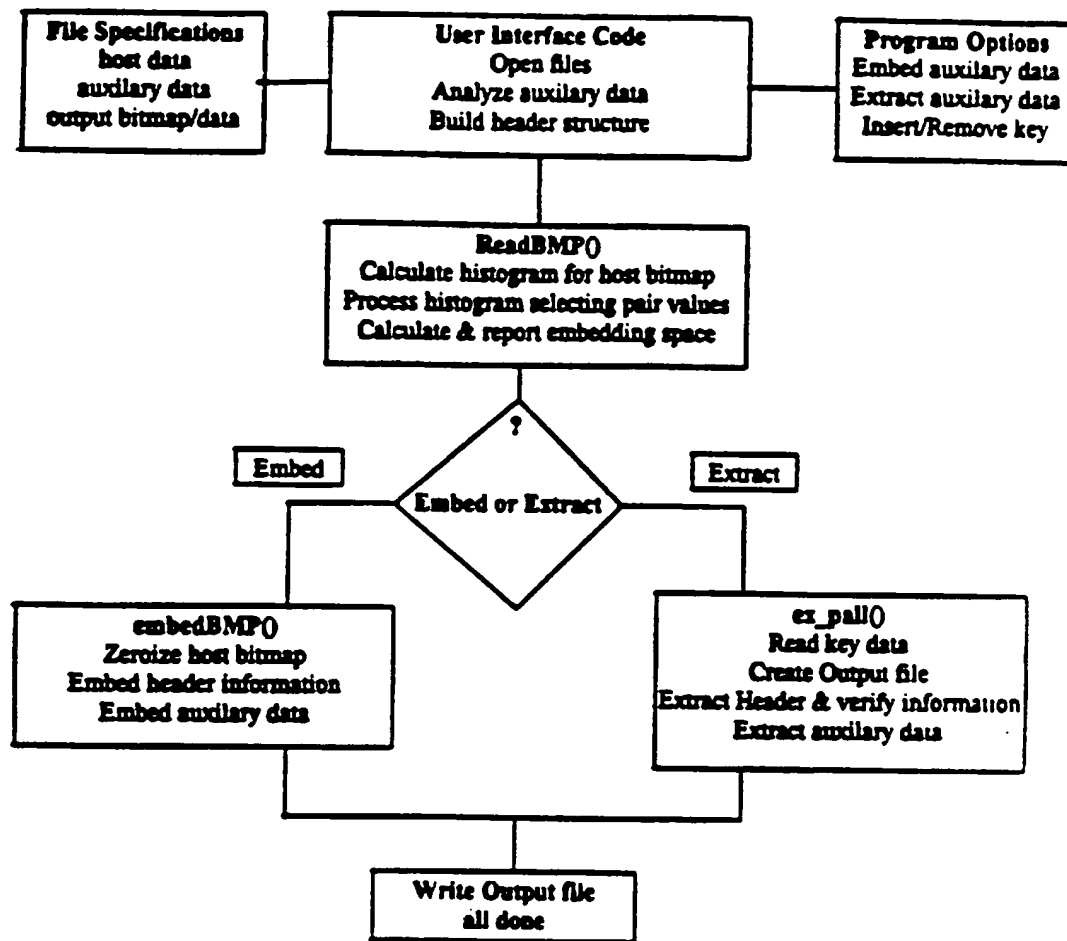 File Specifications
host data
auxilary data
output bitmap/data
User Interface Code
Open files
Analyze auxilary data
Build header structure
Program Options
Embed auxilary data
Extract auxilary data
Insert/Remove key
ReadBMP()
Calculate histogram for host bitmap
Process histogram selecting pair values
Calculate & report embedding space
?
Embed or Extract
Embed
Extract
embedBMP()
Zeroize host bitmap
Embed header information
Embed auxilary data
ex_pall()
Read key data
Create Output file
Extract Header & verify information
Extract auxilary data
Write Output file
all done